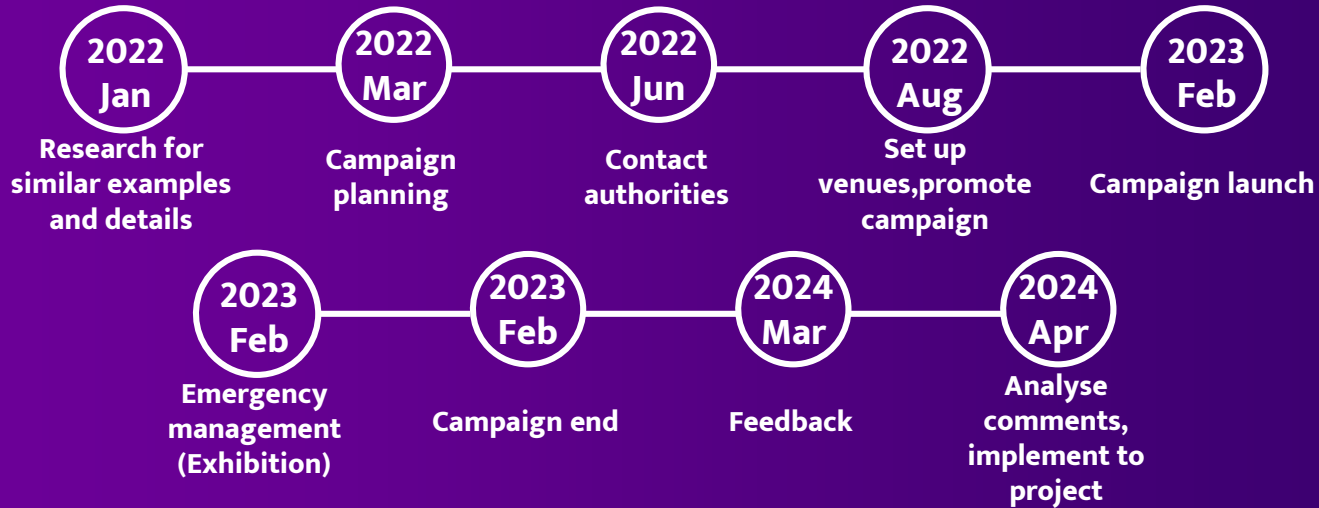 2022
Jan
Research for
similar examples
and details
2022
Mar
Campaign
planning
2022
Jun
Contact
authorities
2022
Aug
Set up
venues,promote
campaign
2023
Feb
Campaign launch
2023
Feb
Emergency
management
(Exhibition)
2023
Feb
Campaign end
2024
Mar
Feedback
2024
Apr
Analyse
comments,
implement to
project